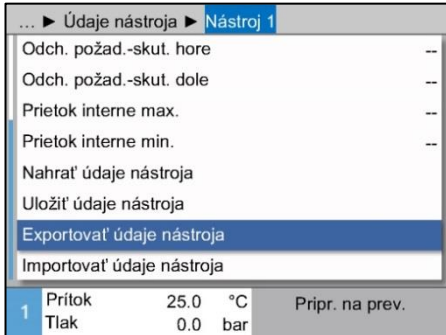 ... ► Údaje nástroja ► Nástroj 1
Odch. požad.-skut. hore --
Odch. požad.-skut. dole --
Prietok interne max. --
Prietok interne min. --
Nahrať údaje nástroja
Uložiť údaje nástroja
Exportovať údaje nástroja
Importovať údaje nástroja
1 Prítok 25.0 °C Pripr. na prev.
Tlak 0.0 bar